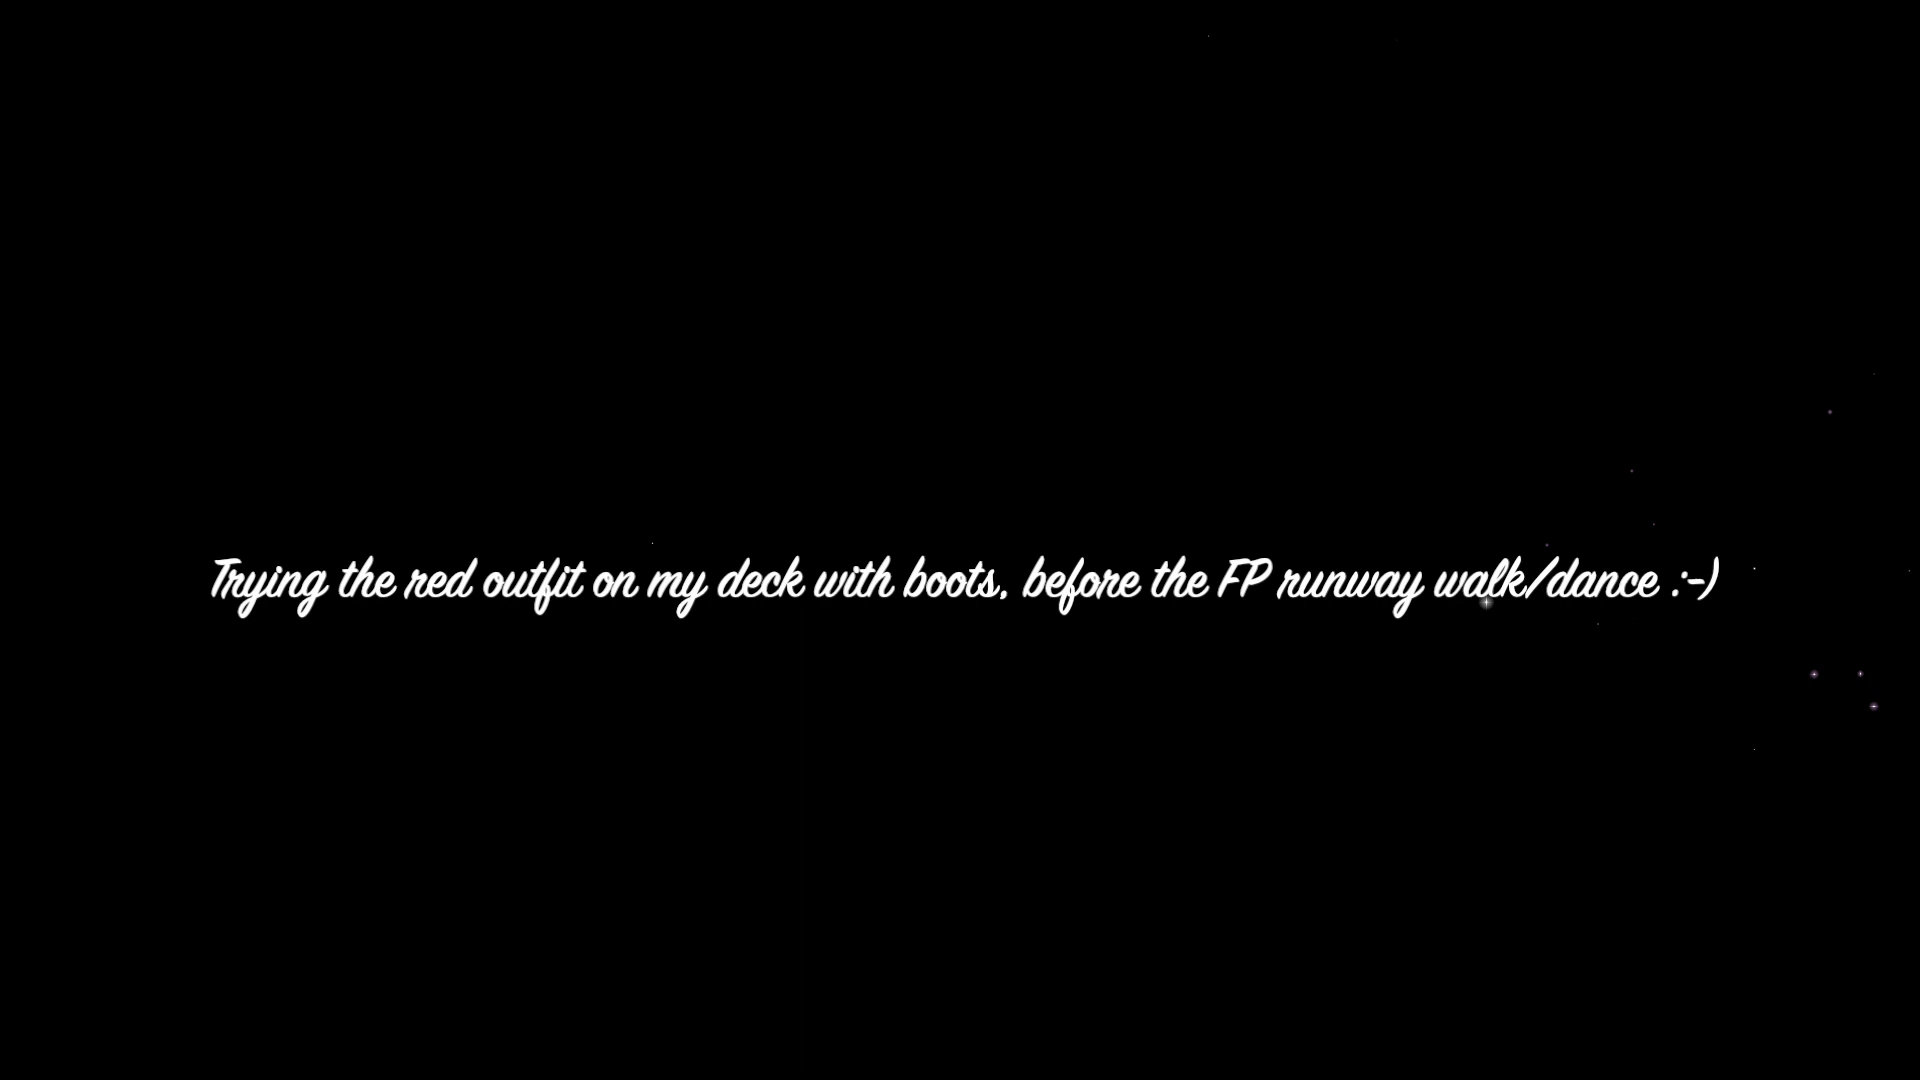 Trying the red outfit on my deck with boots, before the FP runway walk/dance :-)